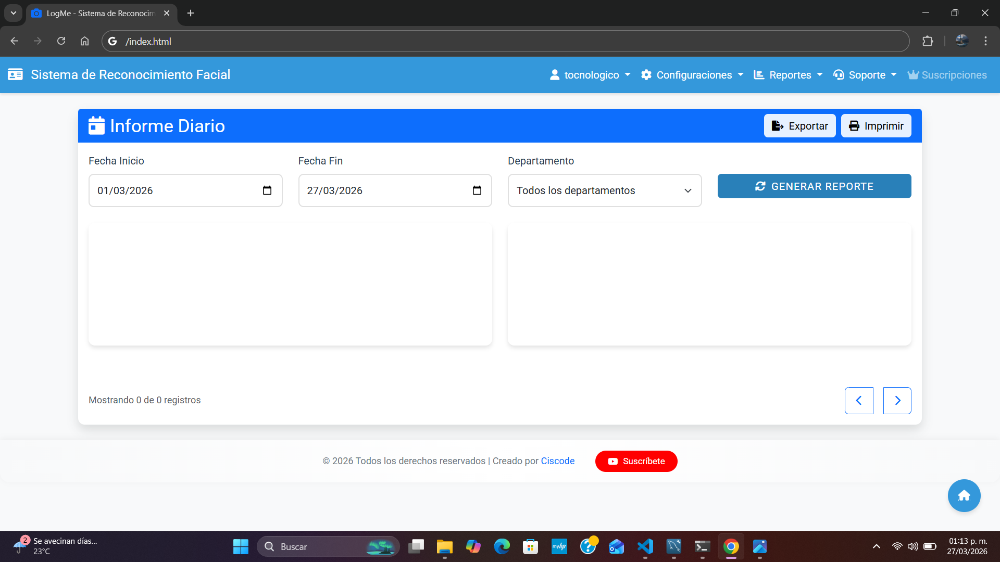 LogMe - Sistema de Reconocim
/index.html
Sistema de Reconocimiento Facial
tocnologico
Configuraciones
Reportes
Soporte
Suscripciones
Informe Diario
Exportar
Imprimir
Fecha Inicio
Fecha Fin
Departamento
01/03/2026
27/03/2026
Todos los departamentos
GENERAR REPORTE
Mostrando 0 de 0 registros
© 2026 Todos los derechos reservados | Creado por Ciscode
Suscríbete
2
Se avecinan días...
23°C
Buscar
myhp
01:13 p. m.
27/03/2026